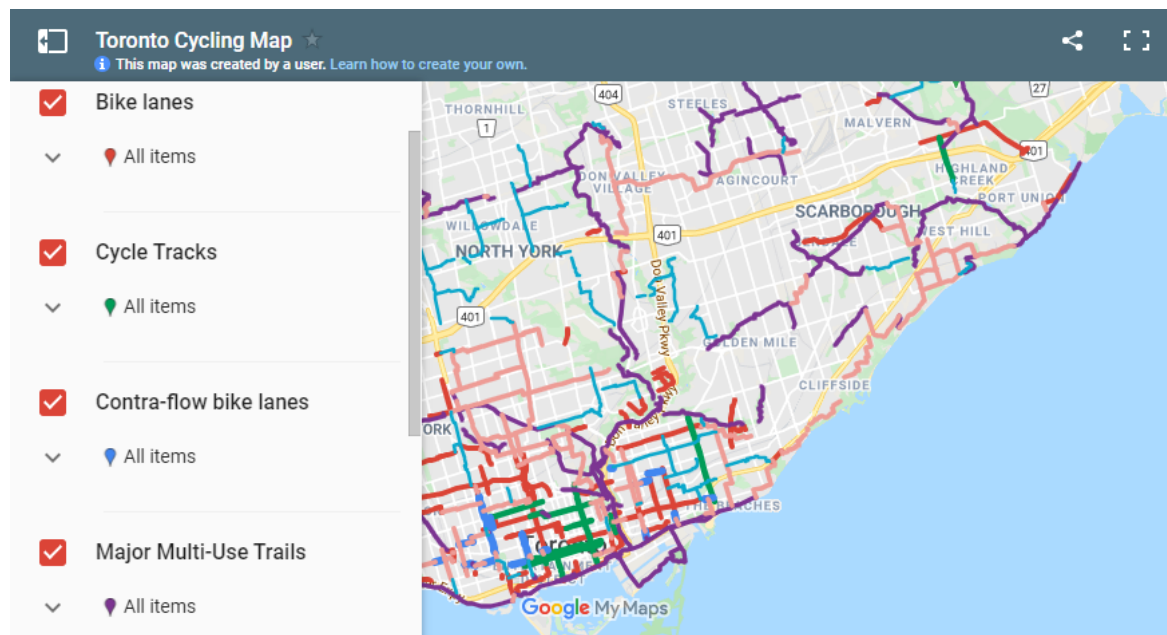 Toronto Cycling Map
This map was created by a user. Learn how to create your own.
Bike lanes
All items
Cycle Tracks
All items
Contra-flow bike lanes
All items
Major Multi-Use Trails
All items
THORNHILL
1
404
STEELES
27
MALVERN
401
DON VALLEY
VILLAGE
AGINCOURT
HIGHLAND
CREEK
PORT UNION
SCARBOROUGH
WILLOWDALE
NORTH YORK
401
WEST HILL
Don Valley Pkwy
401
GOLDEN MILE
CLIFFSIDE
ORK
THE BEACHES
Toronto
DISTRICT
Google My Maps